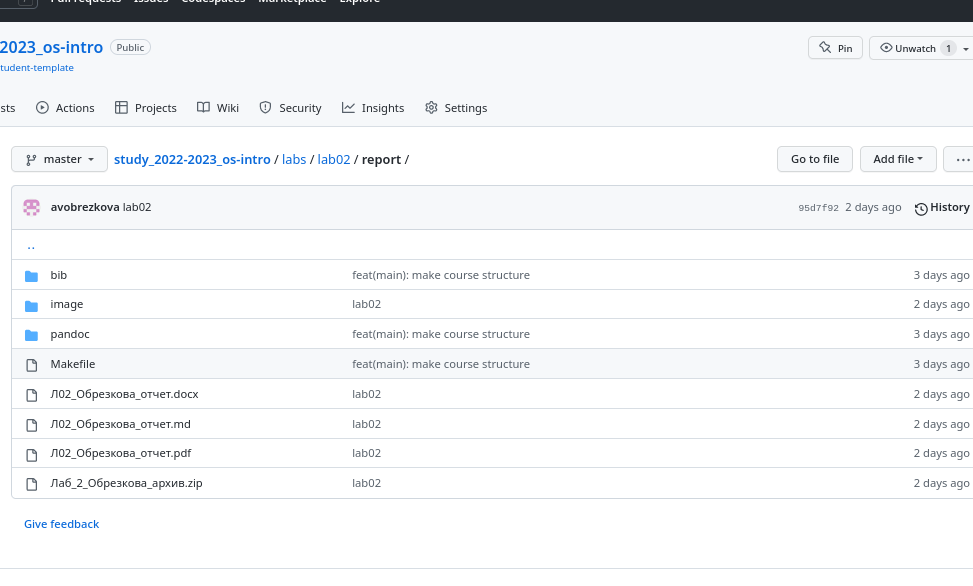 Pull requests Issues Codespaces Marketplace Explore
2023_os-intro Public Pin Unwatch 1
tudent-template
sts Actions Projects Wiki Security Insights Settings
master study_2022-2023_os-intro / labs / lab02 / report / Go to file Add file ...
avobrezkova lab02 95d7f92 2 days ago History
..
bib feat(main): make course structure 3 days ago
image lab02 2 days ago
pandoc feat(main): make course structure 3 days ago
Makefile feat(main): make course structure 3 days ago
Л02_Обрезкова_отчет.docx lab02 2 days ago
Л02_Обрезкова_отчет.md lab02 2 days ago
Л02_Обрезкова_отчет.pdf lab02 2 days ago
Лаб_2_Обрезкова_архив.zip lab02 2 days ago
Give feedback